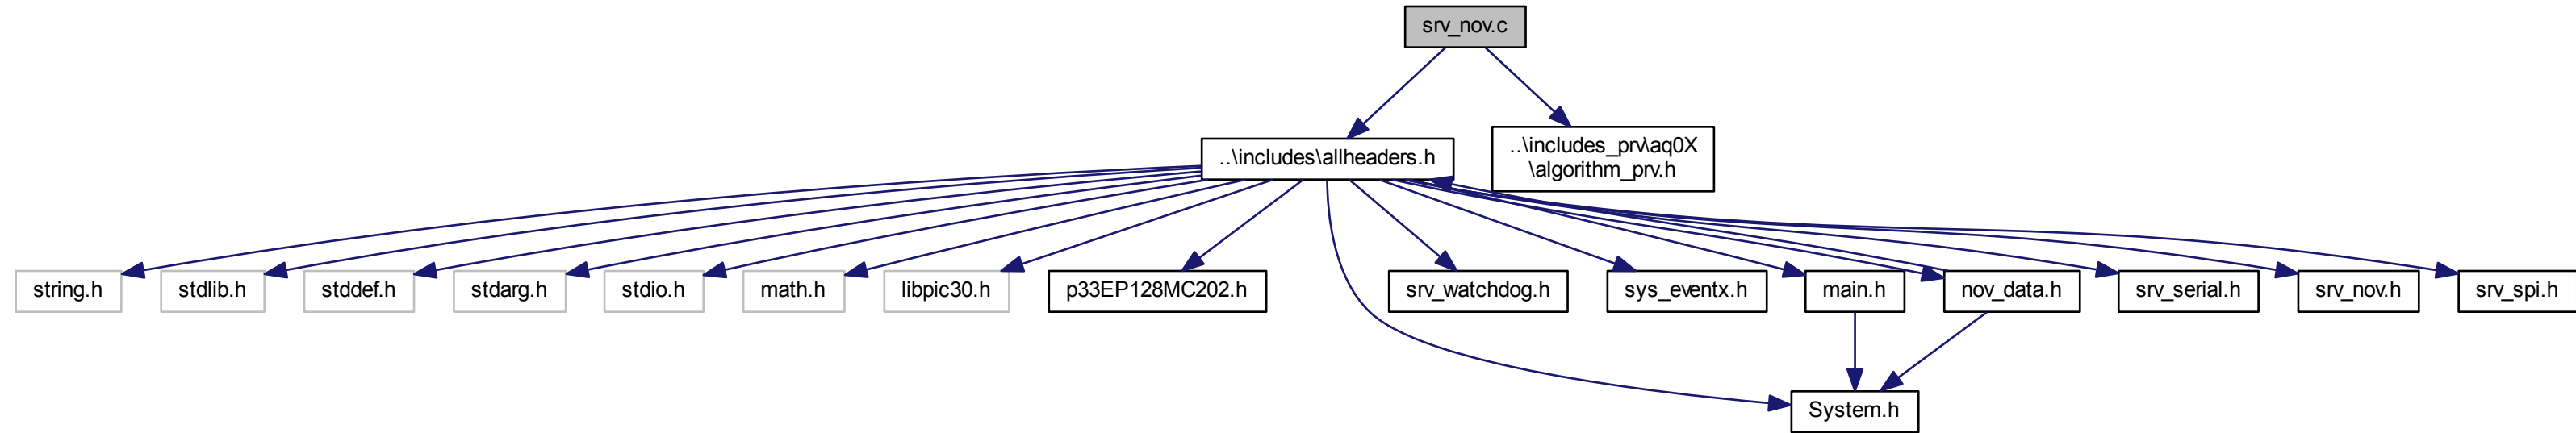 srv_nov.c
..\includes\allheaders.h
..\includes_prv\aq0X
\algorithm_prv.h
string.h
stdlib.h
stddef.h
stdarg.h
stdio.h
math.h
libpic30.h
p33EP128MC202.h
srv_watchdog.h
sys_eventx.h
main.h
nov_data.h
srv_serial.h
srv_nov.h
srv_spi.h
System.h